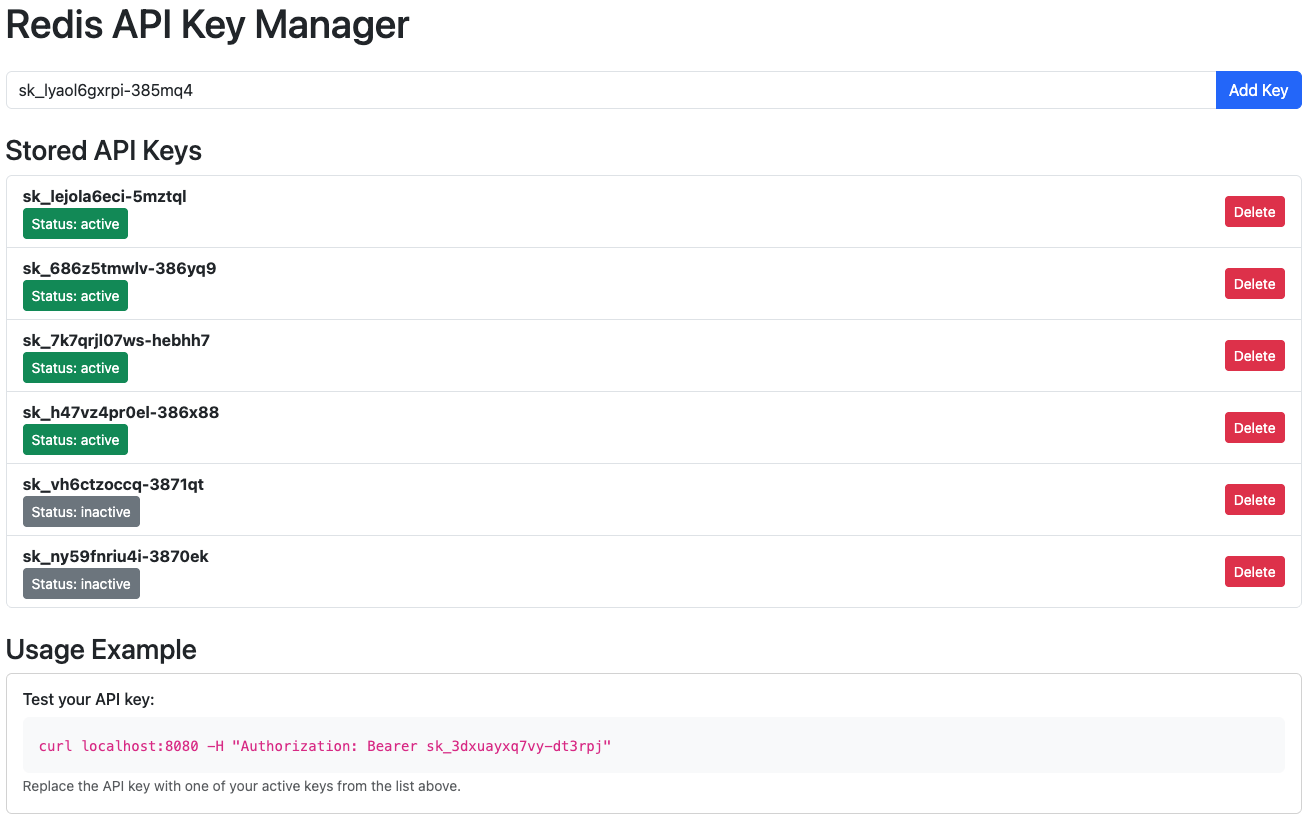 Redis API Key Manager
sk_lyaol6gxrpi-385mq4
Add Key
Stored API Keys
sk_lejola6eci-5mztql
Status: active
Delete
sk_686z5tmwlv-386yq9
Status: active
Delete
sk_7k7qrjl07ws-hebhh7
Status: active
Delete
sk_h47vz4pr0el-386x88
Status: active
Delete
sk_vh6ctzoccq-3871qt
Status: inactive
Delete
sk_ny59fnriu4i-3870ek
Status: inactive
Delete
Usage Example
Test your API key:
curl localhost:8080 -H "Authorization: Bearer sk_3dxuayxq7vy-dt3rpj"
Replace the API key with one of your active keys from the list above.